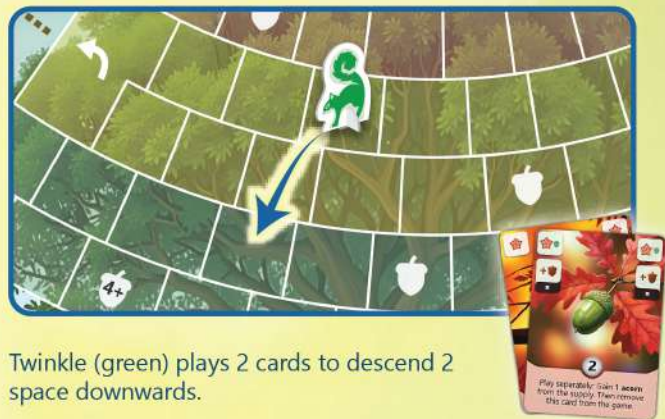 4+
2
Play seperately: Gain 1 acorn
from the supply. Then remove
this card from the game.
Twinkle (green) plays 2 cards to descend 2
space downwards.